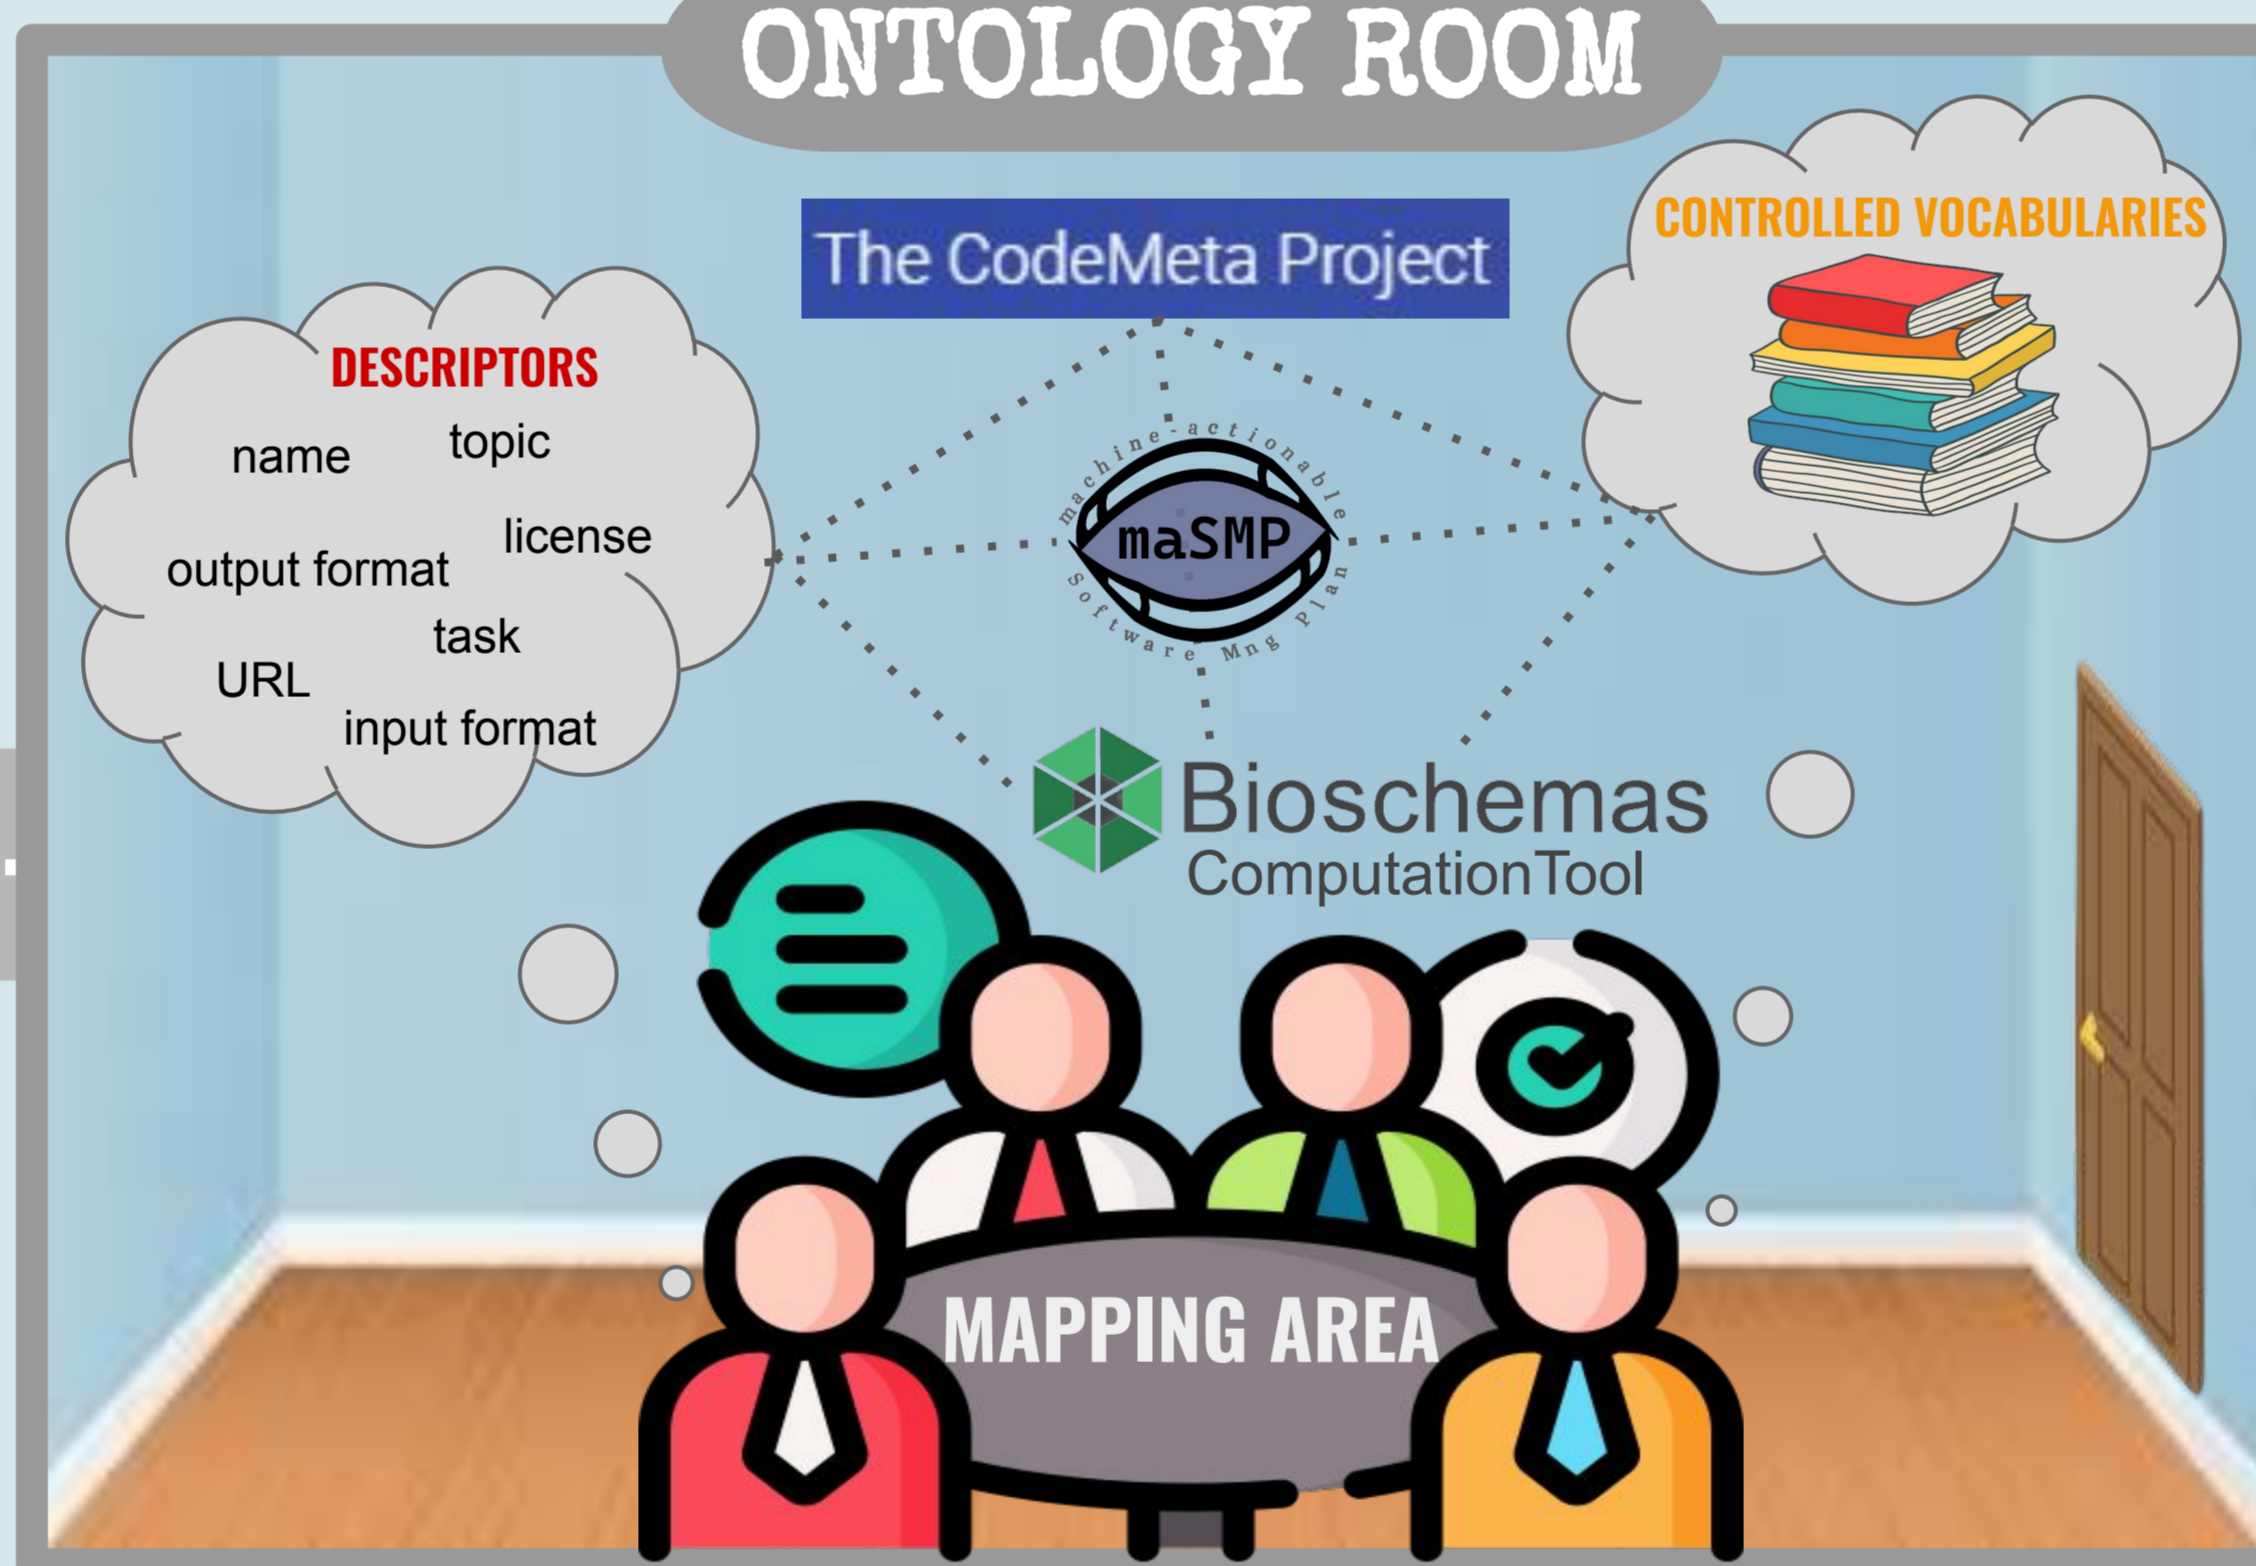 ONTOLOGY ROOM
The CodeMeta Project
CONTROLLED VOCABULARIES
DESCRIPTORS
name
topic
license
output format
task
URL
input format
machine-actionable
maSMP
Software Mng Plan
Bioschemas
ComputationTool
MAPPING AREA